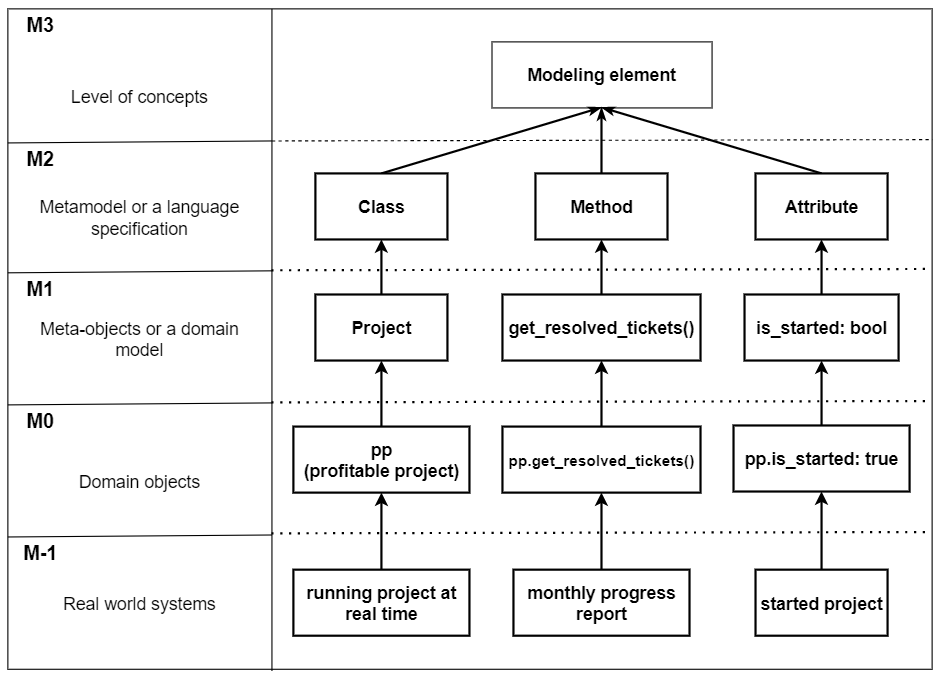 M3
Level of concepts
Modeling element
M2
Metamodel or a language
specification
Class
Method
Attribute
M1
Meta-objects or a domain
model
Project
get_resolved_tickets()
is_started: bool
M0
Domain objects
pp
(profitable project)
pp.get_resolved_tickets()
pp.is_started: true
M-1
Real world systems
running project at
real time
monthly progress
report
started project